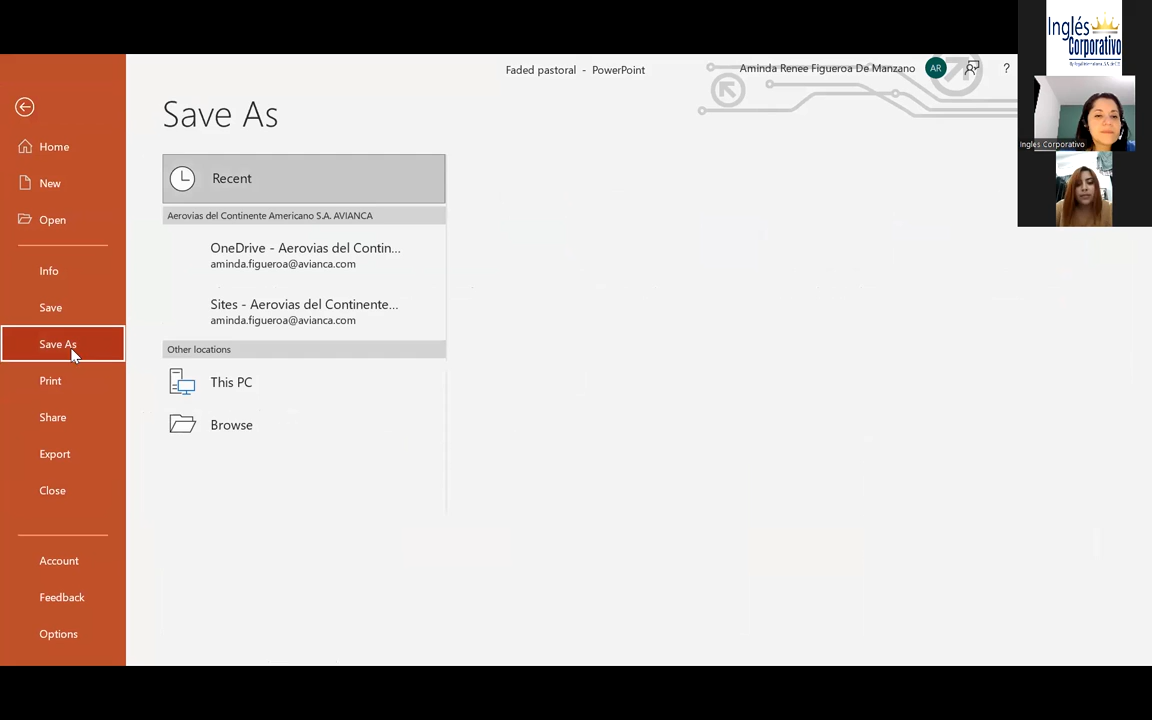 Faded pastoral - PowerPoint
Aminda Renee Figueroa De Manzano
AR
?
Inglés
Corporativo
Ingles Corporativo
Save As
Home
New
Open
Info
Save
Save As
Print
Share
Export
Close
Account
Feedback
Options
Recent
Aerovias del Continente Americano S.A. AVIANCA
OneDrive - Aerovias del Contin...
aminda.figueroa@avianca.com
Sites - Aerovias del Continente...
aminda.figueroa@avianca.com
Other locations
This PC
Browse